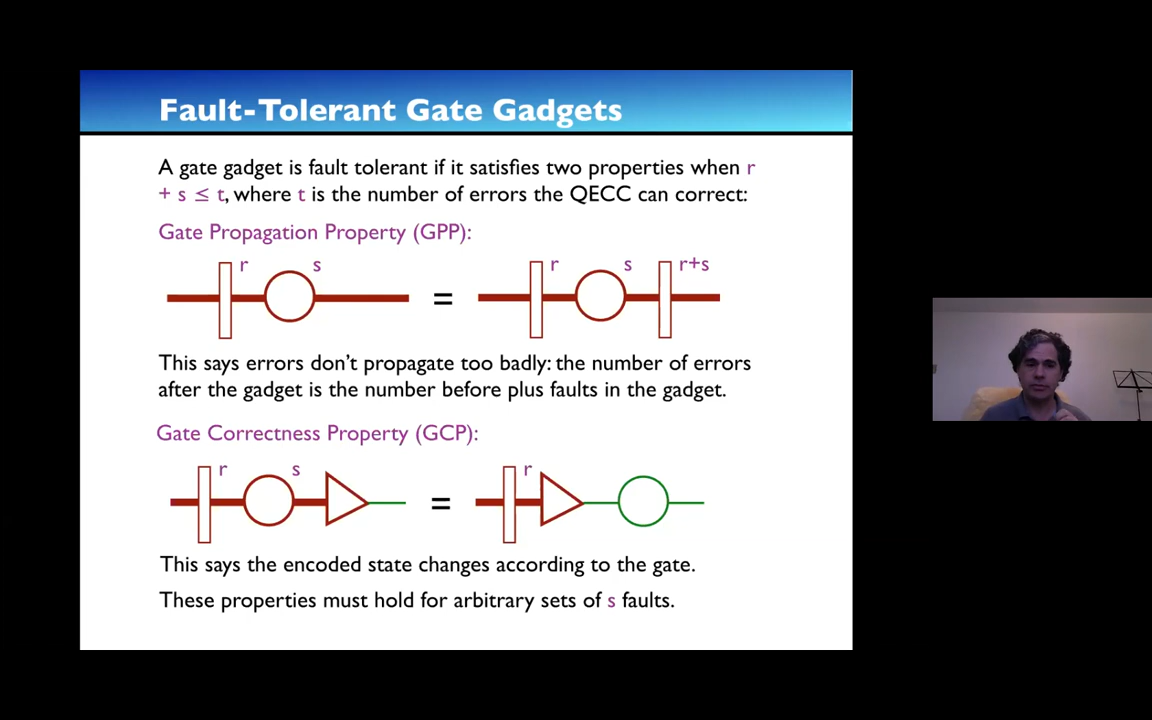 Fault-Tolerant Gate Gadgets
A gate gadget is fault tolerant if it satisfies two properties when r
+ s ≤ t, where t is the number of errors the QECC can correct:
Gate Propagation Property (GPP):
r s = r s r+s
This says errors don't propagate too badly: the number of errors
after the gadget is the number before plus faults in the gadget.
Gate Correctness Property (GCP):
r s = r
This says the encoded state changes according to the gate.
These properties must hold for arbitrary sets of s faults.